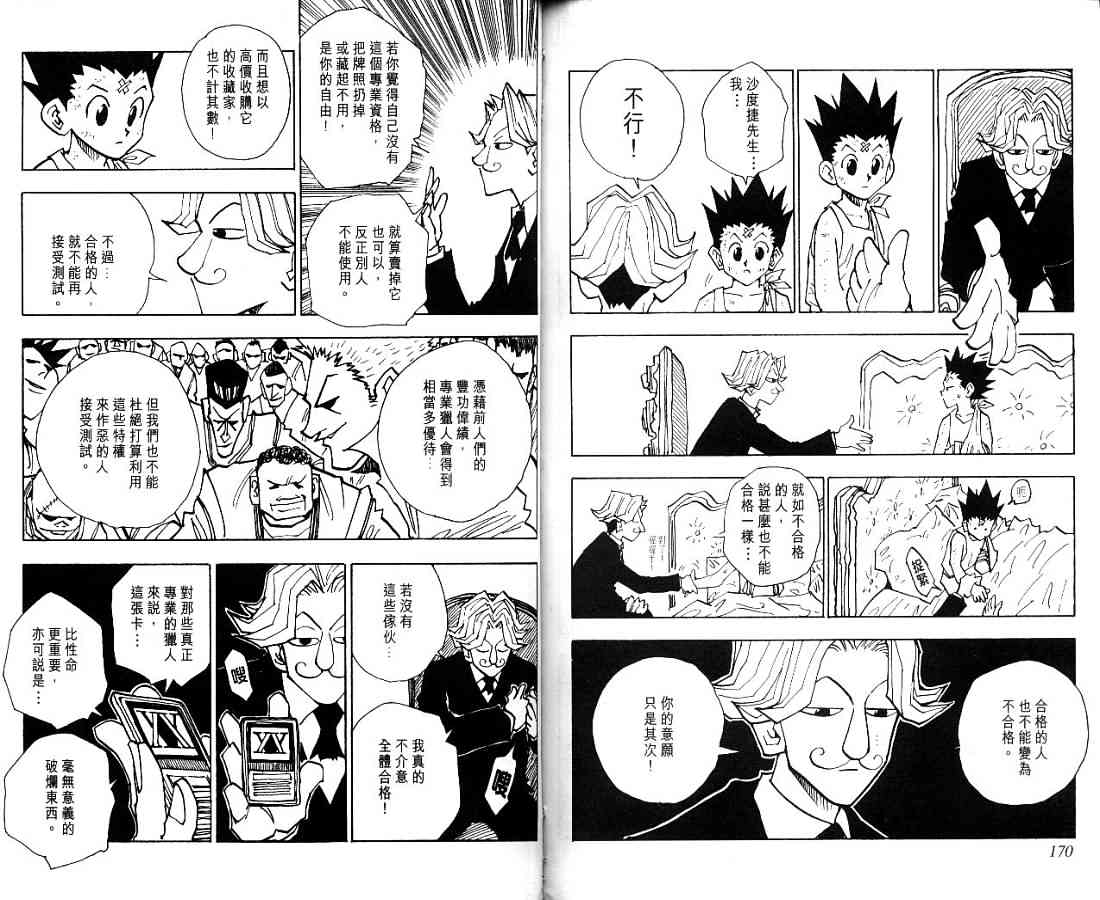 沙度捷先生…
我…
不行！
呃
捉緊
就如不合格
的人，
說甚麼也不能
合格一樣…
合格的人
也不能變為
不合格。
你的意願
只是其次！
170
若你覺得自己沒有
這個專業資格，
把牌照扔掉
或藏起不用，
是你的自由！
就算賣掉它
也可以，
反正別人
不能使用。
而且想以
高價收購它
的收藏家
也不計其數！
不過…
合格的人，
就不能再
接受測試。
憑藉前人們的
豐功偉績，
專業獵人會得到
相當多優待…
但我們也不能
杜絕打算利用
這些特權
來作惡的人
接受測試。
若沒有
這些傢伙…
我真的
不介意
全體合格！
嗖
嗖
對那些真正
專業的獵人
來說，
這張卡…
比性命
更重要，
亦可說是…
毫無意義的
破爛東西。